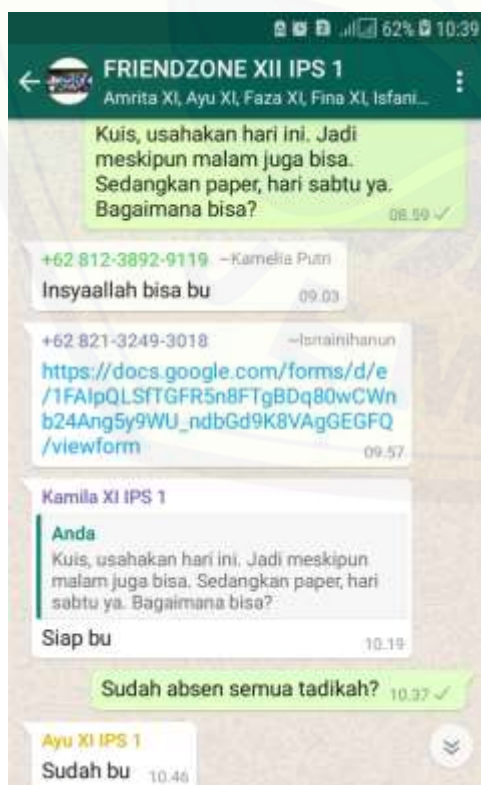 62% 10:39
FRIENDZONE XII IPS 1
Amrita XI, Ayu XI, Faza XI, Fina XI, Isfani...
Kuis, usahakan hari ini. Jadi
meskipun malam juga bisa.
Sedangkan paper, hari sabtu ya.
Bagaimana bisa?
08.59
+62 812-3892-9119 ~Kamelia Putri
Insyaallah bisa bu
09.03
+62 821-3249-3018 ~Isnainihanun
https://docs.google.com/forms/d/e
/1FAIpQLSfTGFR5n8FTgBDq80wCWn
b24Ang5y9WU_ndbGd9K8VAgGEGFQ
/viewform
09.57
Kamila XI IPS 1
Anda
Kuis, usahakan hari ini. Jadi meskipun
malam juga bisa. Sedangkan paper, hari
sabtu ya. Bagaimana bisa?
Siap bu
10.19
Sudah absen semua tadikah? 10.37
Ayu XI IPS 1
Sudah bu 10.46